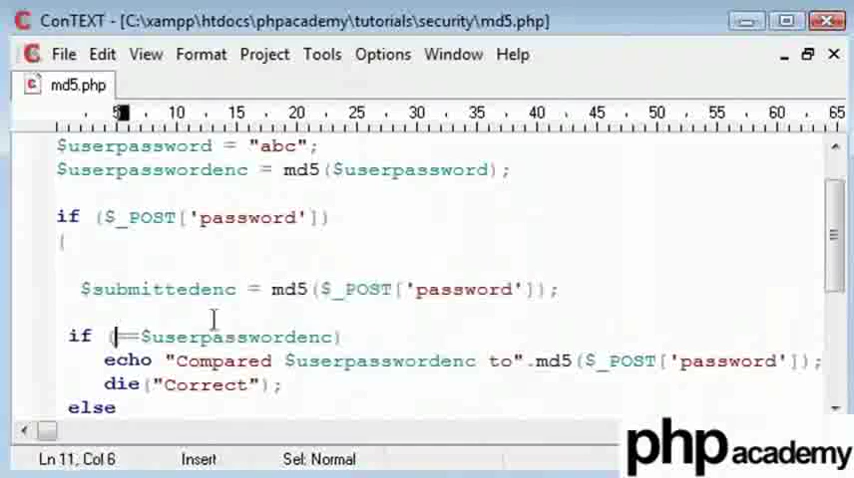 ConTEXT - [C:\xampp\htdocs\phpacademy\tutorials\security\md5.php]
File Edit View Format Project Tools Options Window Help
md5.php
5 10 15 20 25 30 35 40 45 50 55 60 65
$userpassword = "abc";
$userpasswordenc = md5($userpassword);
if ($_POST['password'])
{
$submittedenc = md5($_POST['password']);
if (==$userpasswordenc)
echo "Compared $userpasswordenc to".md5($_POST['password']);
die("Correct");
else
Ln 11, Col 6 Insert Sel: Normal
php academy